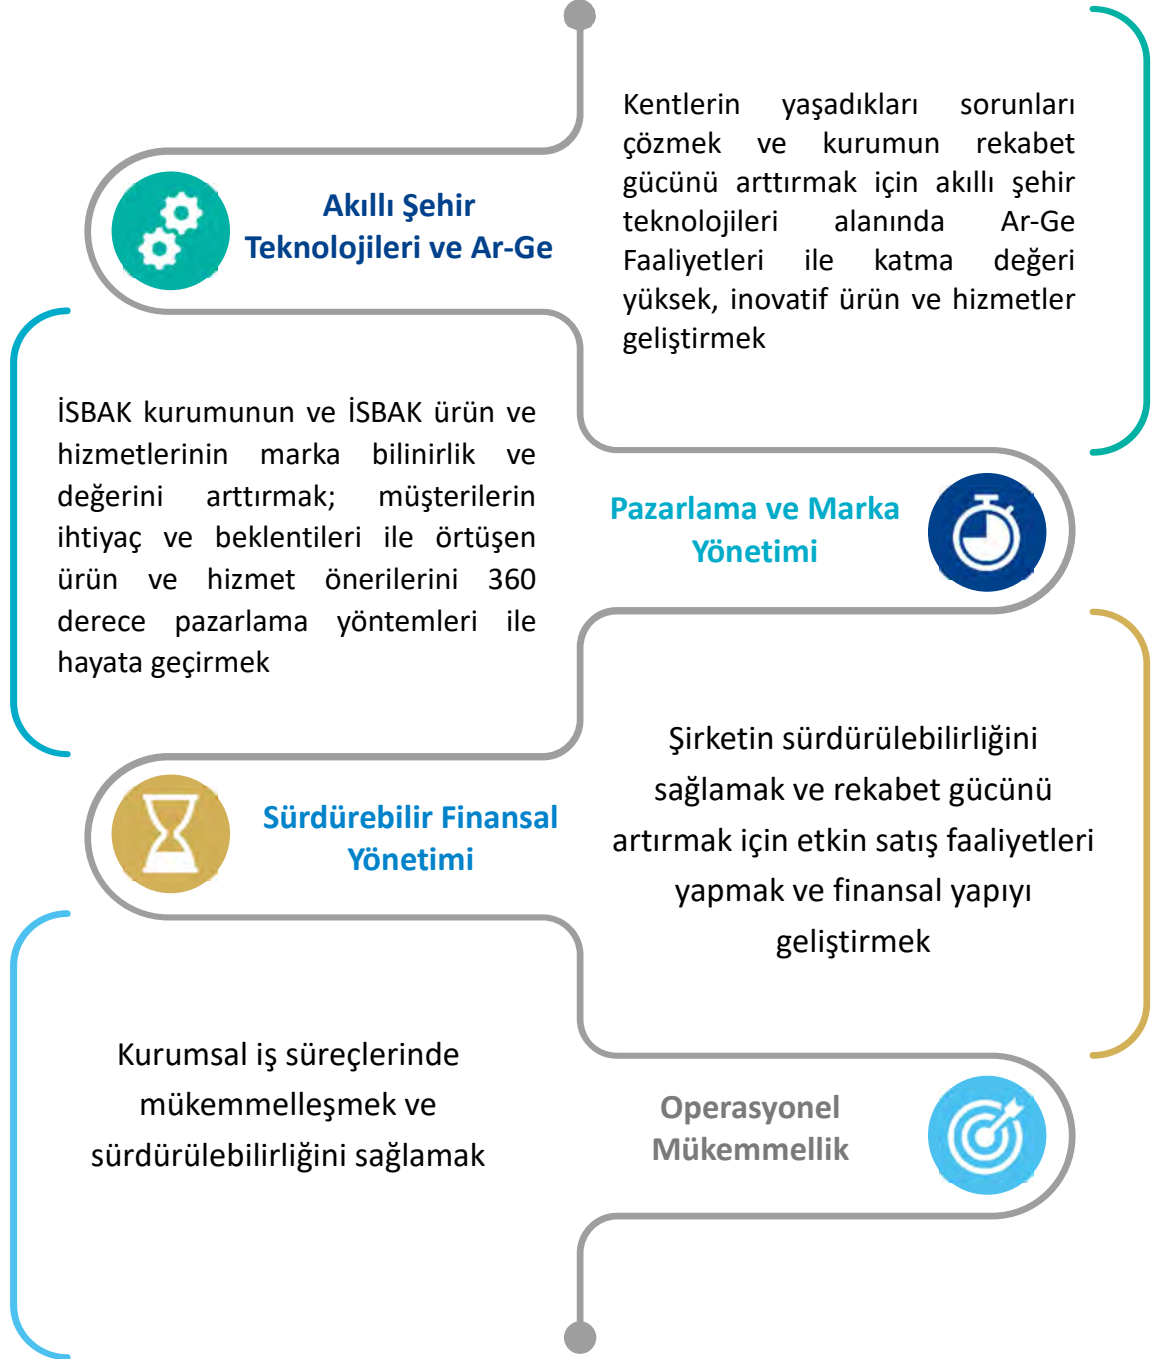 Akıllı Şehir
Teknolojileri ve Ar-Ge
Kentlerin yaşadıkları sorunları
çözmek ve kurumun rekabet
gücünü arttırmak için akıllı şehir
teknolojileri alanında Ar-Ge
Faaliyetleri ile katma değeri
yüksek, inovatif ürün ve hizmetler
geliştirmek
Pazarlama ve Marka
Yönetimi
İSBAK kurumunun ve İSBAK ürün ve
hizmetlerinin marka bilinirlik ve
değerini arttırmak; müşterilerin
ihtiyaç ve beklentileri ile örtüşen
ürün ve hizmet önerilerini 360
derece pazarlama yöntemleri ile
hayata geçirmek
Sürdürebilir Finansal
Yönetimi
Şirketin sürdürülebilirliğini
sağlamak ve rekabet gücünü
artırmak için etkin satış faaliyetleri
yapmak ve finansal yapıyı
geliştirmek
Operasyonel
Mükemmellik
Kurumsal iş süreçlerinde
mükemmelleşmek ve
sürdürülebilirliğini sağlamak